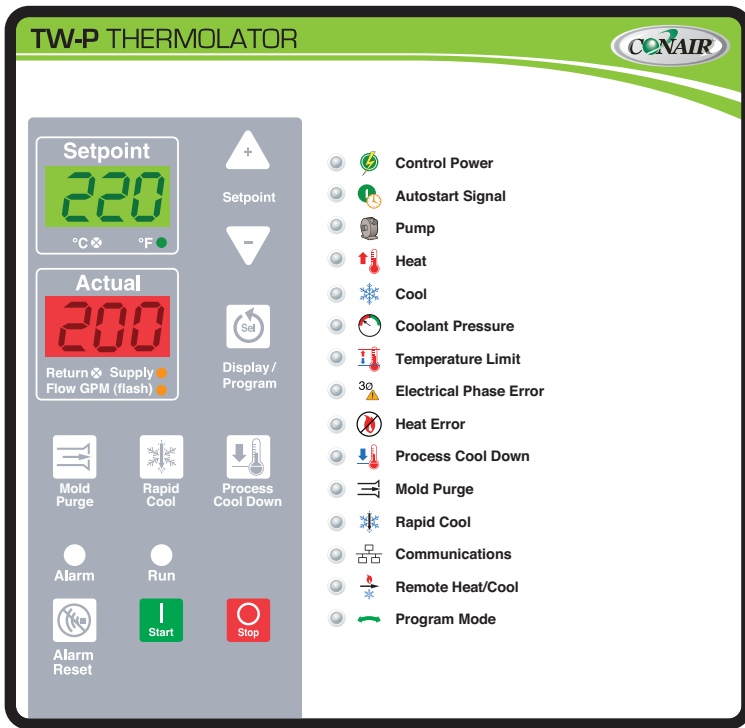 TW-P THERMOLATOR
CONAIR
Setpoint
220
°C °F
Actual
200
Return Supply
Flow GPM (flash)
+
Setpoint
−
Sel
Display /
Program
Mold
Purge
Rapid
Cool
Process
Cool Down
Alarm
Run
Alarm
Reset
Start
Stop
Control Power
Autostart Signal
Pump
Heat
Cool
Coolant Pressure
Temperature Limit
3ø
Electrical Phase Error
Heat Error
Process Cool Down
Mold Purge
Rapid Cool
Communications
Remote Heat/Cool
Program Mode